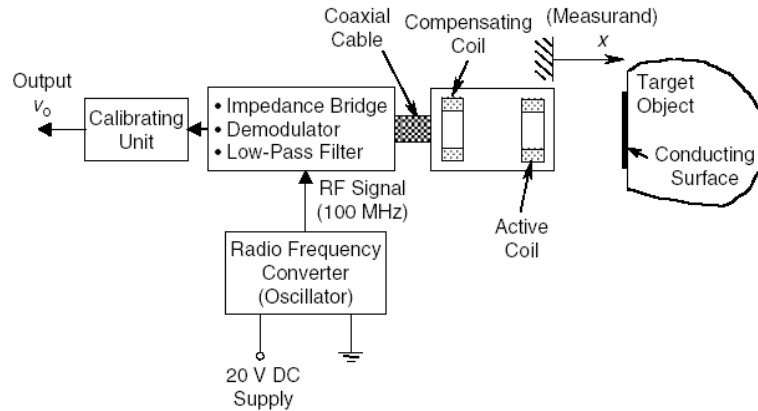 Output
vo
Calibrating
Unit
• Impedance Bridge
• Demodulator
• Low-Pass Filter
Coaxial
Cable
Compensating
Coil
(Measurand)
x
Target
Object
Conducting
Surface
Active
Coil
RF Signal
(100 MHz)
Radio Frequency
Converter
(Oscillator)
20 V DC
Supply